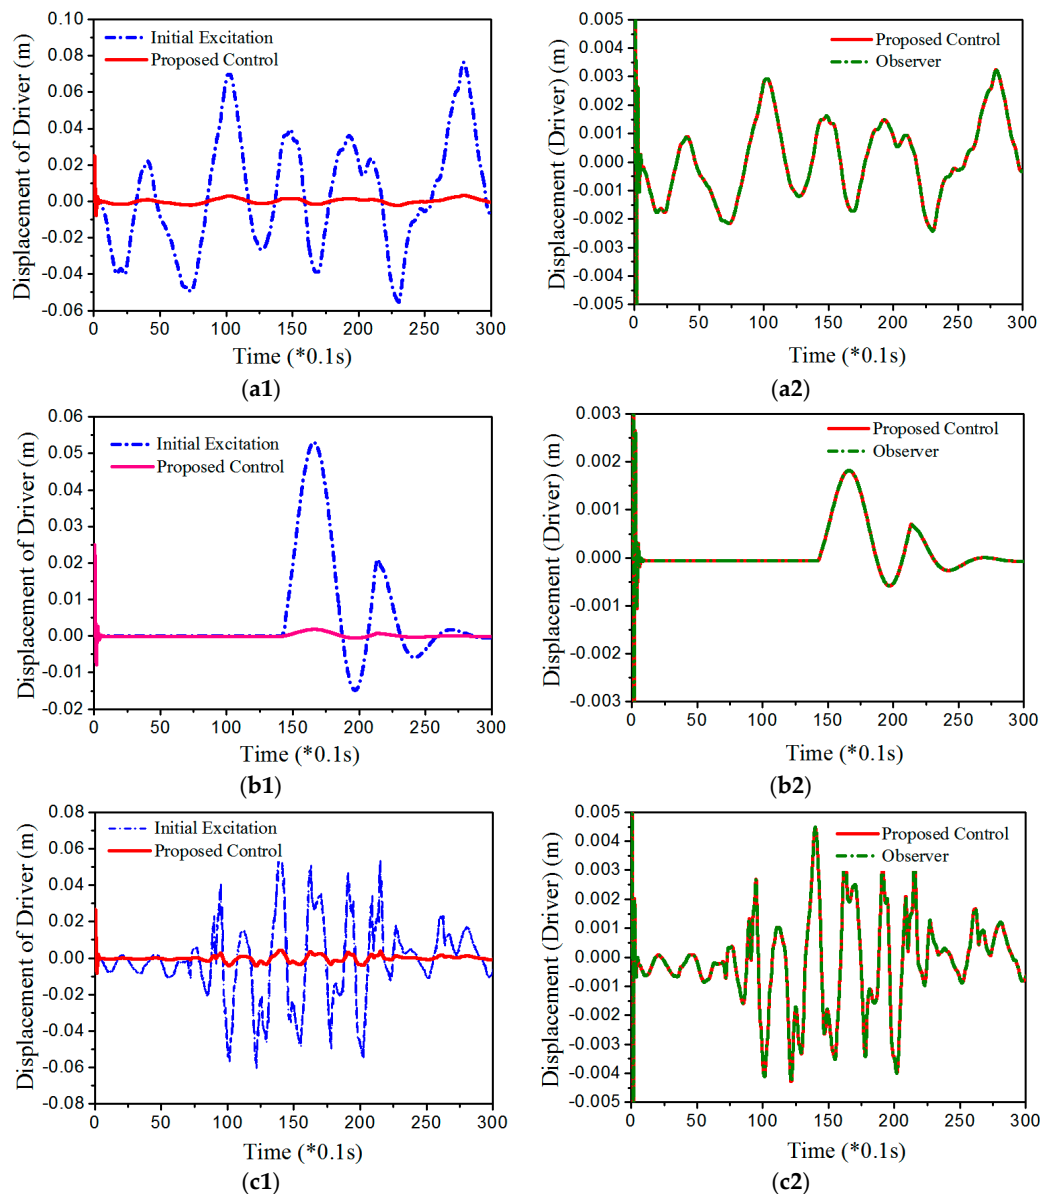 0.10
0.08
0.06
0.04
0.02
0.00
-0.02
-0.04
-0.06
Displacement of Driver (m)
Initial Excitation
Proposed Control
0 50 100 150 200 250 300
Time (*0.1s)
(a1)
0.005
0.004
0.003
0.002
0.001
0.000
-0.001
-0.002
-0.003
-0.004
-0.005
Displacement (Driver) (m)
Proposed Control
Observer
0 50 100 150 200 250 300
Time (*0.1s)
(a2)
0.06
0.05
0.04
0.03
0.02
0.01
0.00
-0.01
-0.02
Displacement of Driver (m)
Initial Excitation
Proposed Control
0 50 100 150 200 250 300
Time (*0.1s)
(b1)
0.003
0.002
0.001
0.000
-0.001
-0.002
-0.003
Displacement (Driver) (m)
Proposed Control
Observer
0 50 100 150 200 250 300
Time (*0.1s)
(b2)
0.08
0.06
0.04
0.02
0.00
-0.02
-0.04
-0.06
-0.08
Displacement of Driver (m)
Initial Excitation
Proposed Control
0 50 100 150 200 250 300
Time (*0.1s)
(c1)
0.005
0.004
0.003
0.002
0.001
0.000
-0.001
-0.002
-0.003
-0.004
-0.005
Displacement (Driver) (m)
Proposed Control
Observer
0 50 100 150 200 250 300
Time (*0.1s)
(c2)